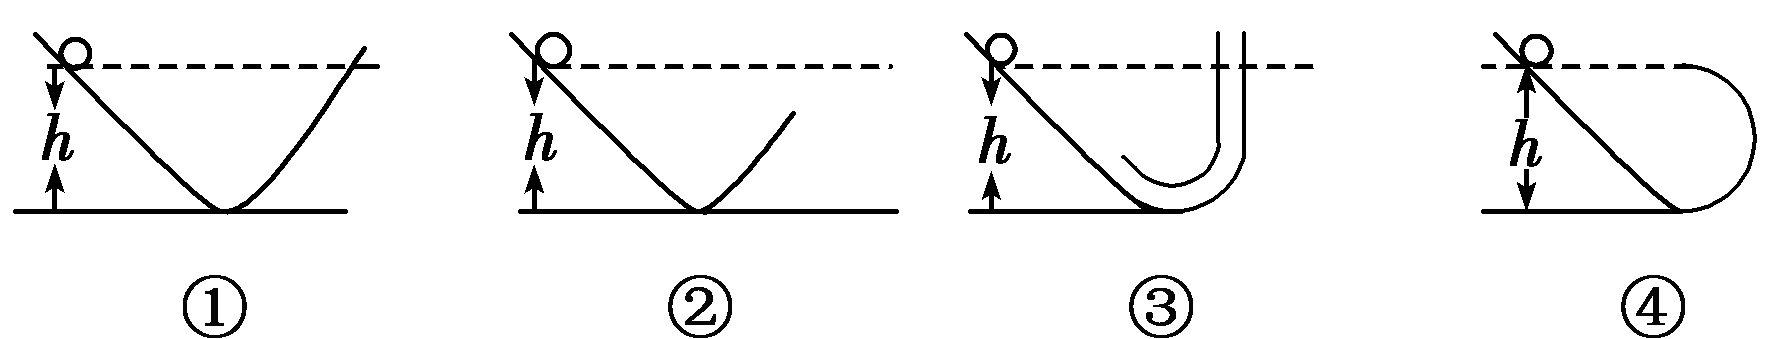 h h h h
① ② ③ ④